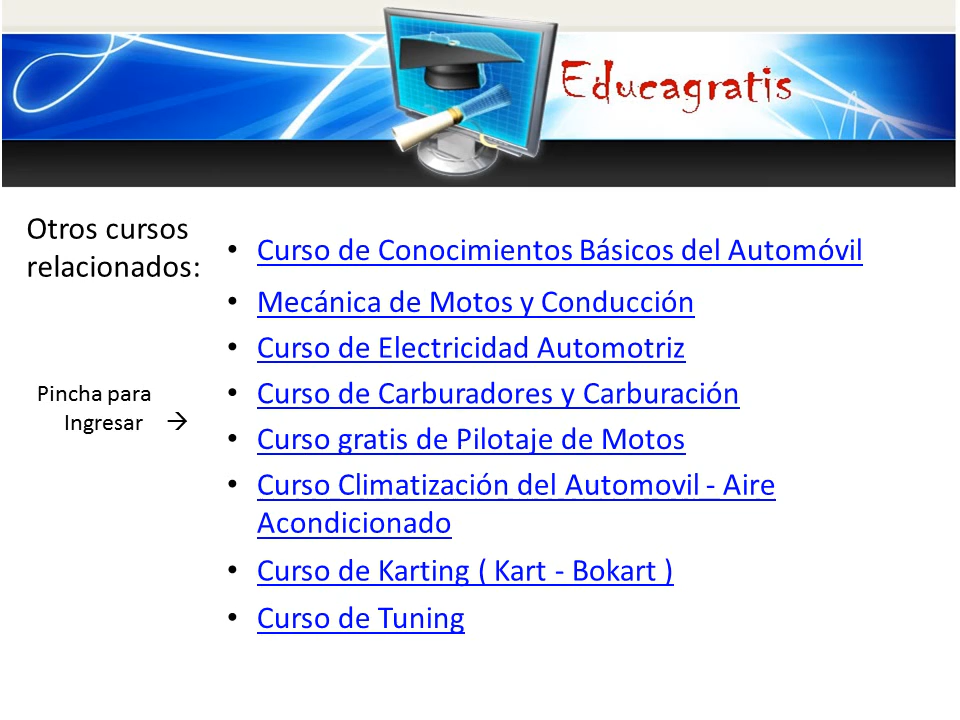 Educagratis
Otros cursos
relacionados:
Pincha para
Ingresar →
• Curso de Conocimientos Básicos del Automóvil
• Mecánica de Motos y Conducción
• Curso de Electricidad Automotriz
• Curso de Carburadores y Carburación
• Curso gratis de Pilotaje de Motos
• Curso Climatización del Automovil - Aire
Acondicionado
• Curso de Karting ( Kart - Bokart )
• Curso de Tuning